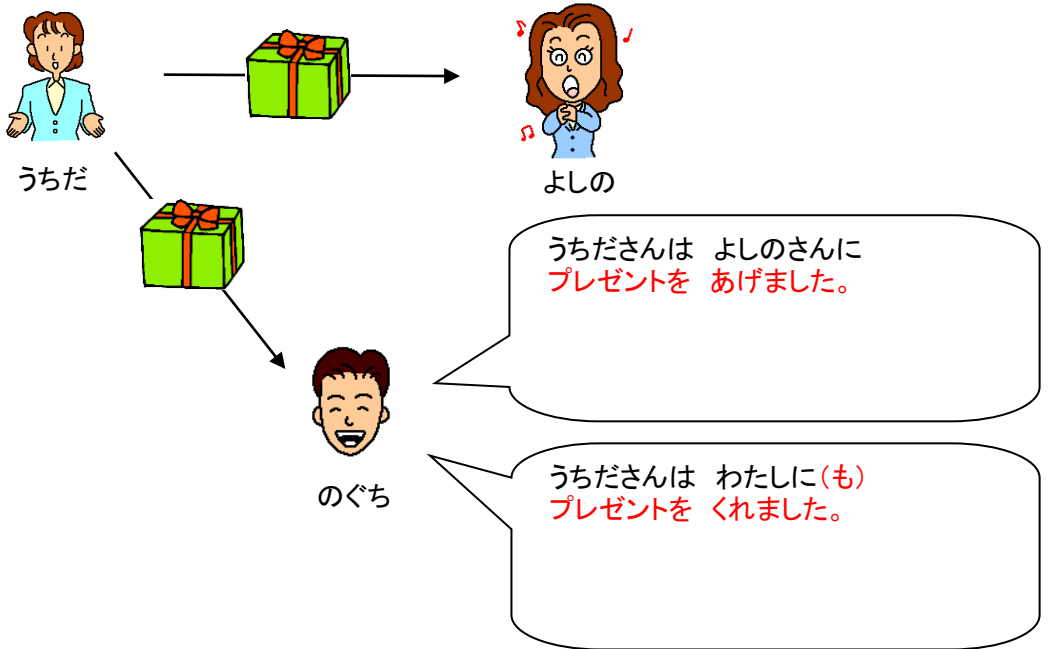 うちだ
よしの
うちださんは よしのさんに
プレゼントを あげました。
のぐち
うちださんは わたしに(も)
プレゼントを くれました。